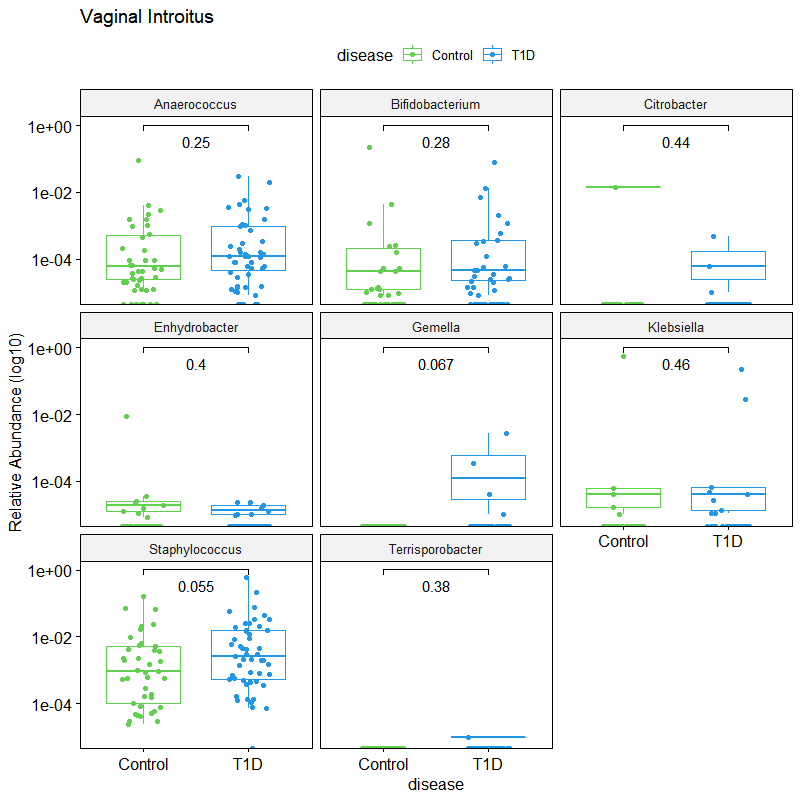 Vaginal Introitus
disease Control T1D
Anaerococcus Bifidobacterium Citrobacter
1e+00
0.25 0.28 0.44
1e-02
1e-04
Enhydrobacter Gemella Klebsiella
1e+00
0.4 0.067 0.46
1e-02
1e-04
Control T1D
Staphylococcus Terrisporobacter
1e+00
0.055 0.38
1e-02
1e-04
Control T1D Control T1D
disease
Relative Abundance (log10)